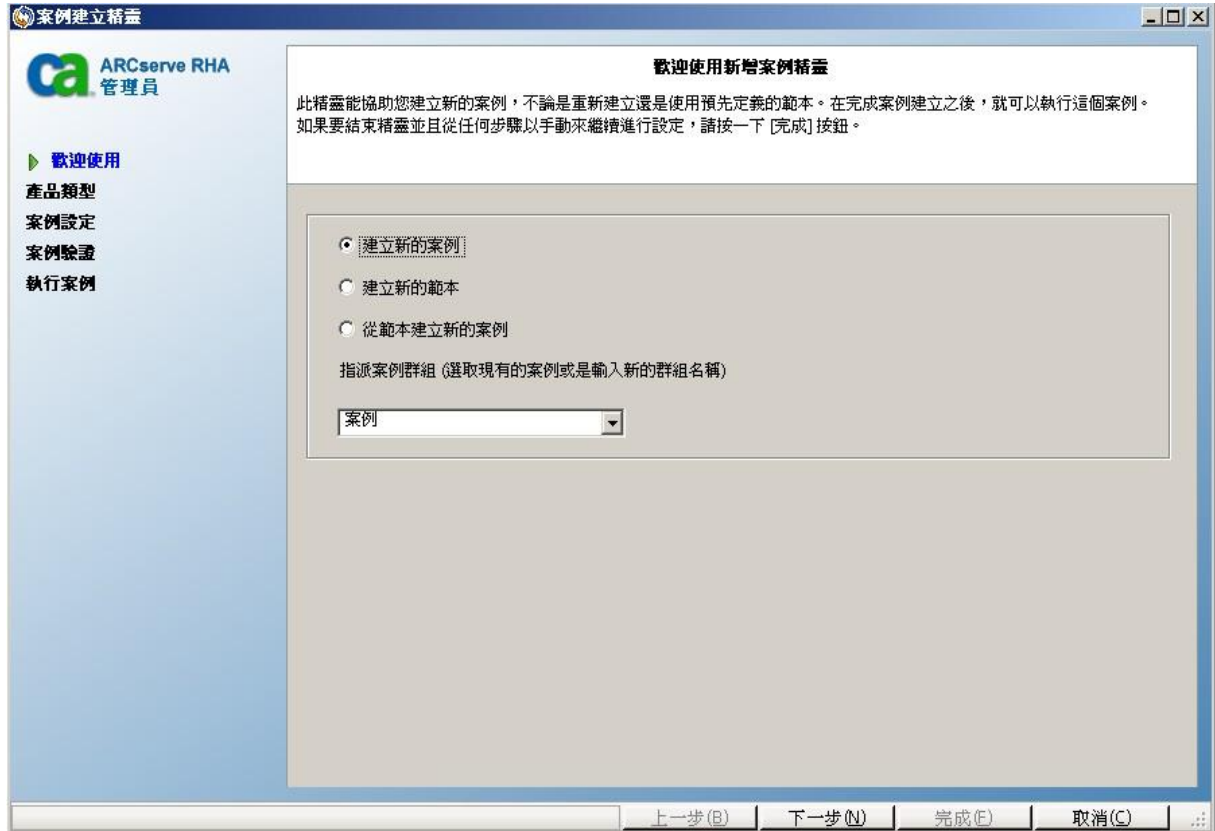 案例建立精靈
ca
ARCserve RHA
管理員
歡迎使用
產品類型
案例設定
案例驗證
執行案例
歡迎使用新增案例精靈
此精靈能協助您建立新的案例，不論是重新建立還是使用預先定義的範本。在完成案例建立之後，就可以執行這個案例。
如果要結束精靈並且從任何步驟以手動來繼續進行設定，請按一下 [完成] 按鈕。
建立新的案例
建立新的範本
從範本建立新的案例
指派案例群組 (選取現有的案例或是輸入新的群組名稱)
案例
上一步(B) 下一步(N) 完成(F) 取消(C)